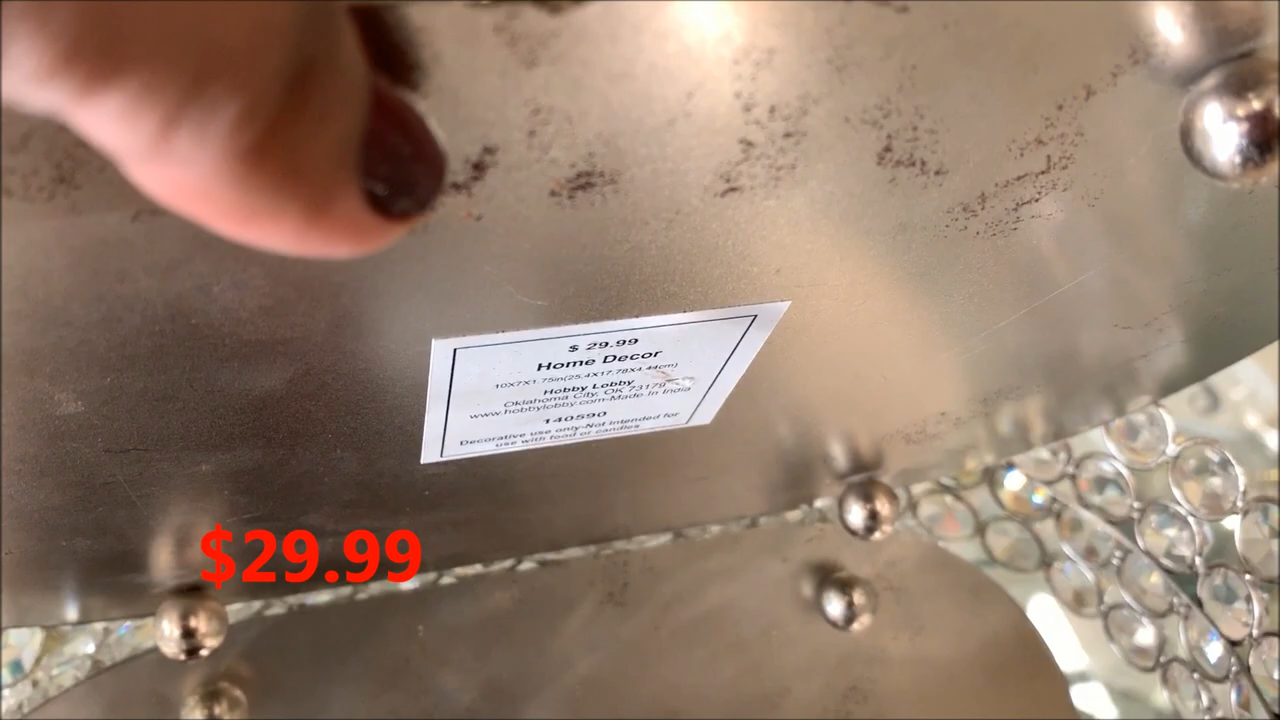 $ 29.99
Home Decor
10X7X1.75in(25.4X17.78X4.44cm)
Hobby Lobby
Oklahoma City, OK 73179
www.hobbylobby.com-Made In India
140590
Decorative use only-Not intended for
use with food or candles
$29.99